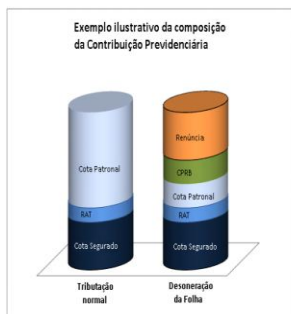 Exemplo ilustrativo da composição
da Contribuição Previdenciária
Cota Patronal
RAT
Cota Segurado
Renúncia
CPRB
Cota Patronal
RAT
Cota Segurado
Tributação
normal
Desoneração
da Folha